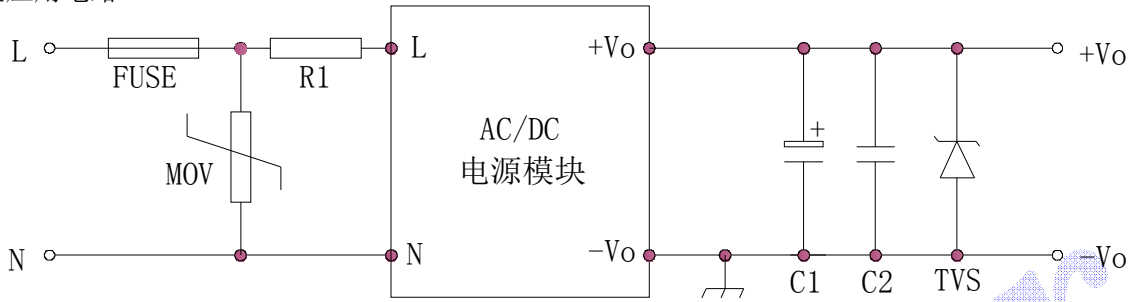 L
FUSE
R1
L
MOV
N
N
AC/DC
电源模块
+Vo
-Vo
+
C1
C2
TVS
+Vo
-Vo